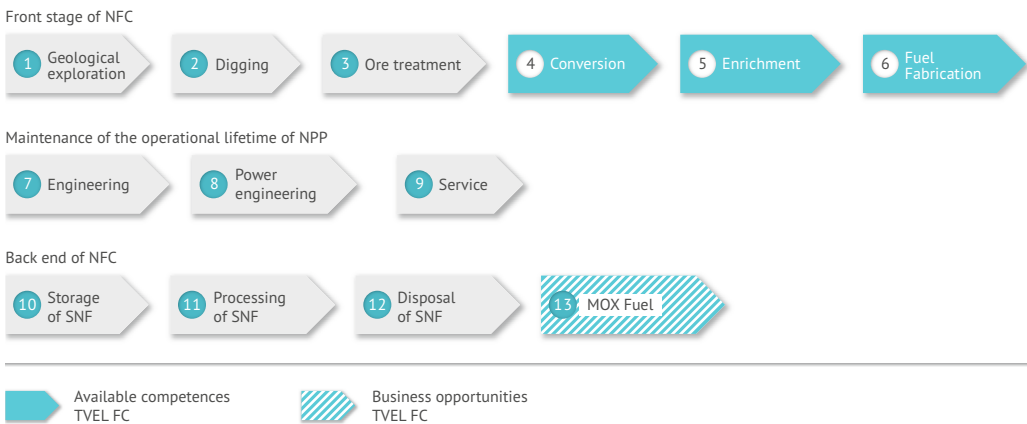 Front stage of NFC
1 Geological
exploration
2 Digging
3 Ore treatment
4 Conversion
5 Enrichment
6 Fuel
Fabrication
Maintenance of the operational lifetime of NPP
7 Engineering
8 Power
engineering
9 Service
Back end of NFC
10 Storage
of SNF
11 Processing
of SNF
12 Disposal
of SNF
13 MOX Fuel
Available competences
TVEL FC
Business opportunities
TVEL FC